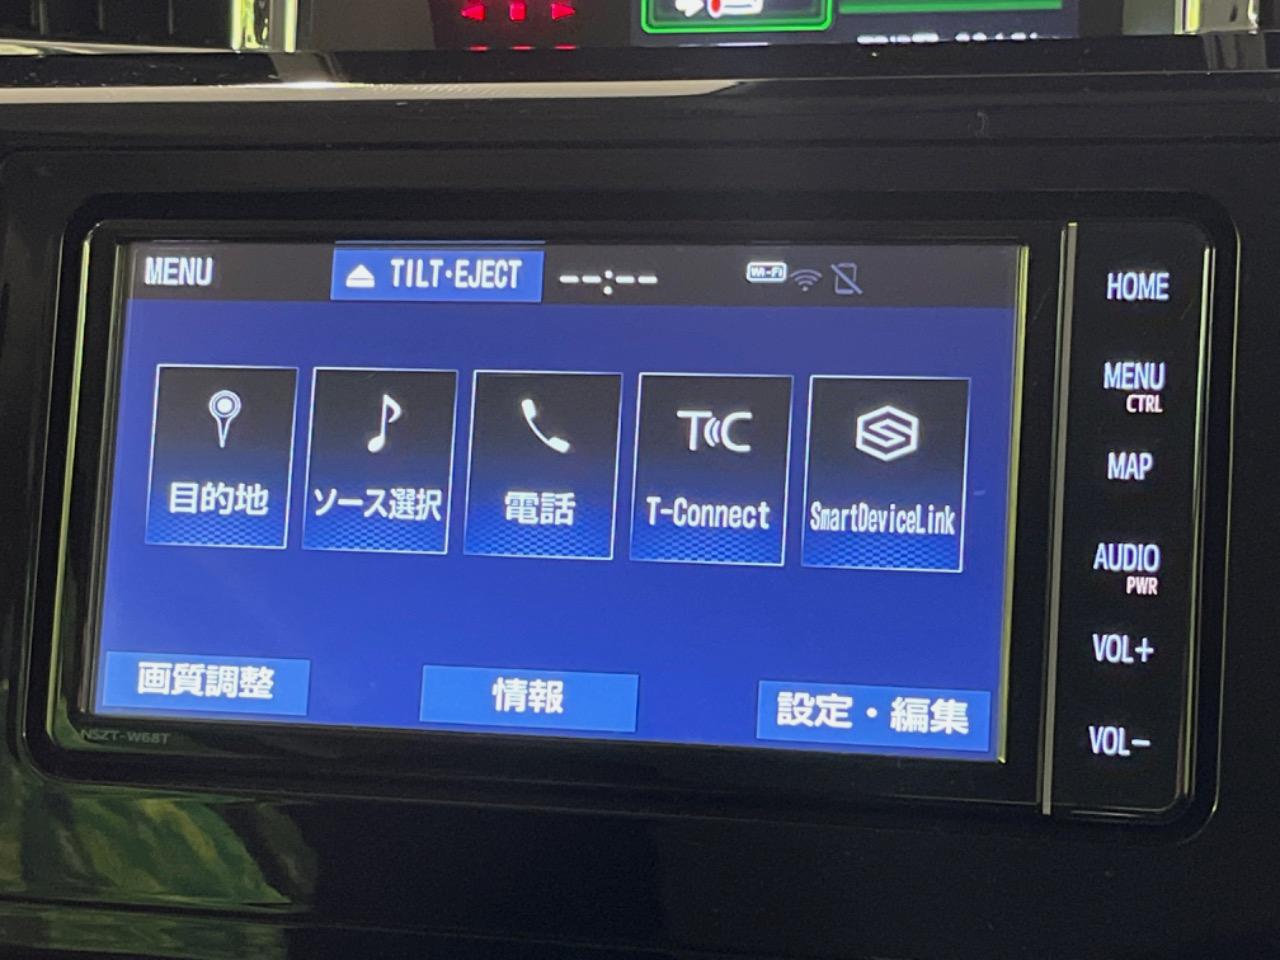 MENU
TILT・EJECT
--:--
Wi-Fi
目的地
ソース選択
電話
T-Connect
SmartDeviceLink
画質調整
情報
設定・編集
NSZT-W68T
HOME
MENU
CTRL
MAP
AUDIO
PWR
VOL+
VOL−